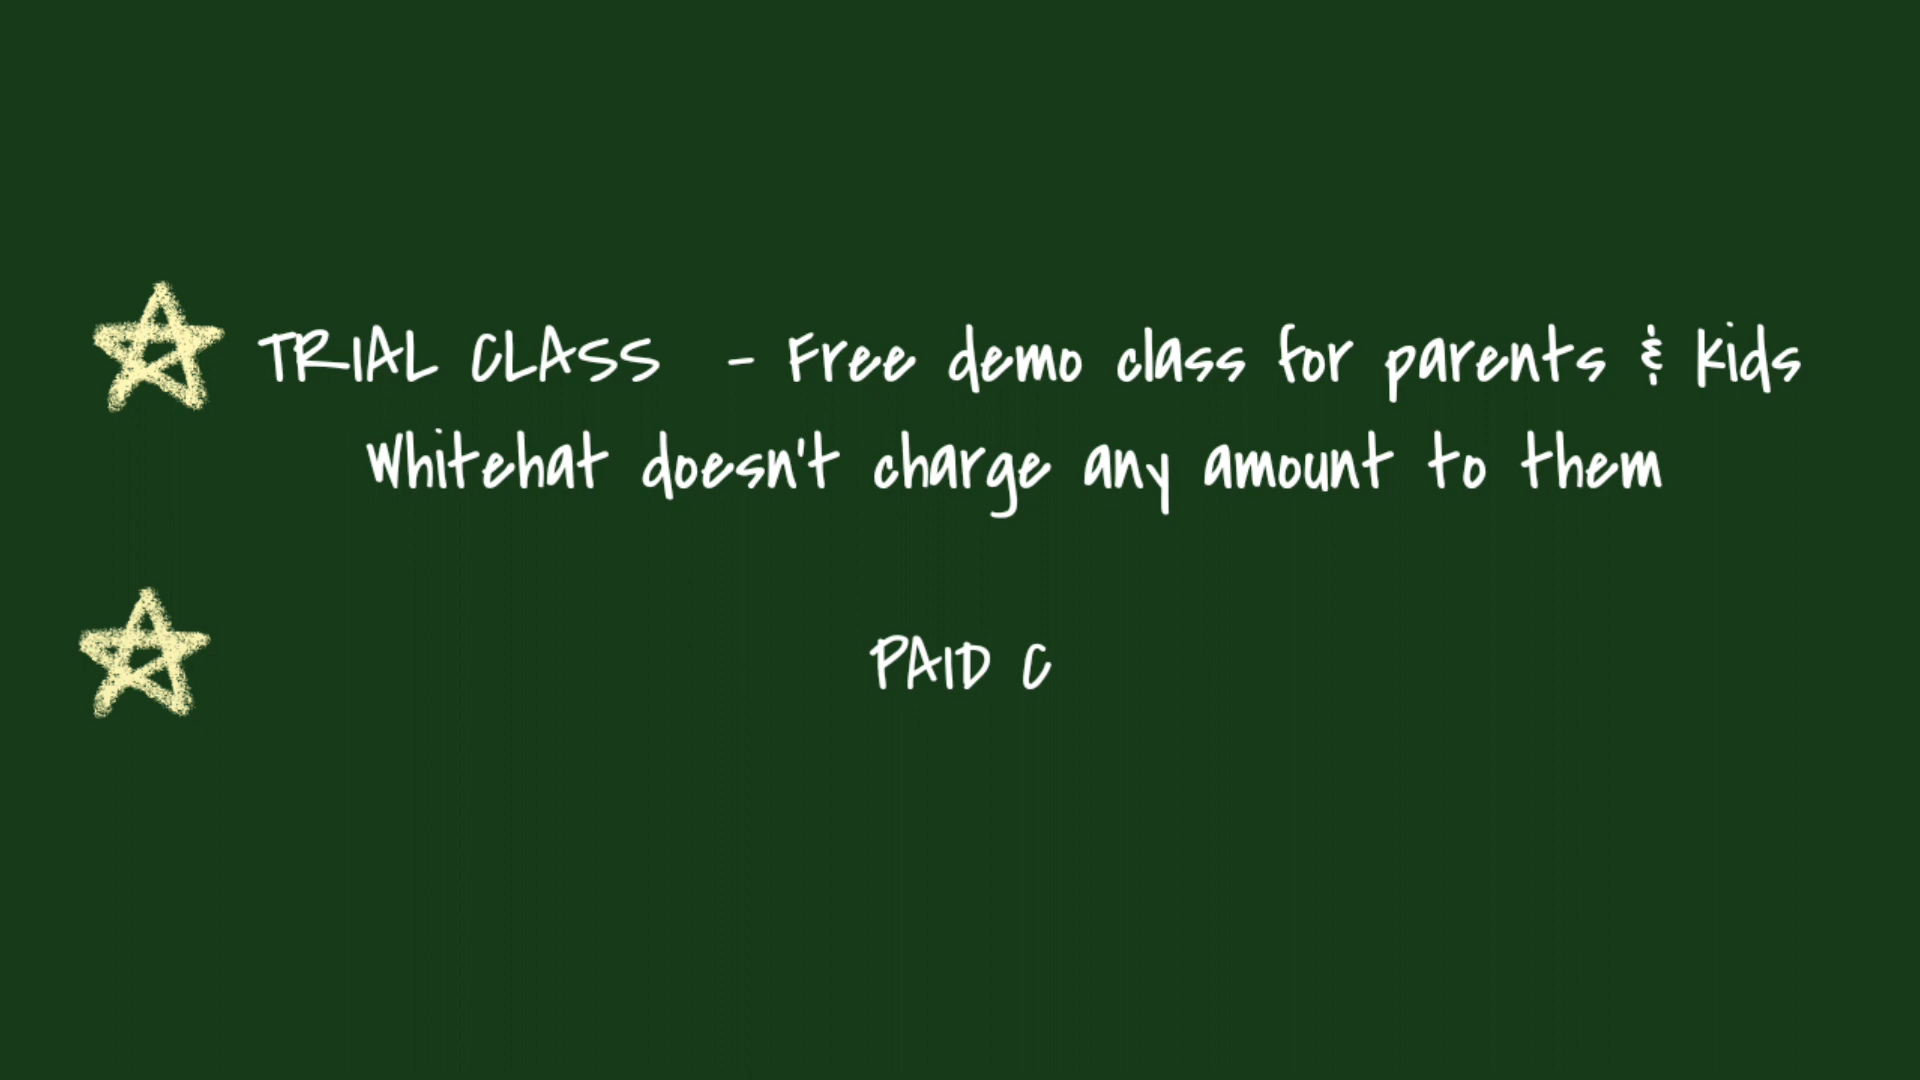 TRIAL CLASS - Free demo class for parents & kids
Whitehat doesn't charge any amount to them
PAID C